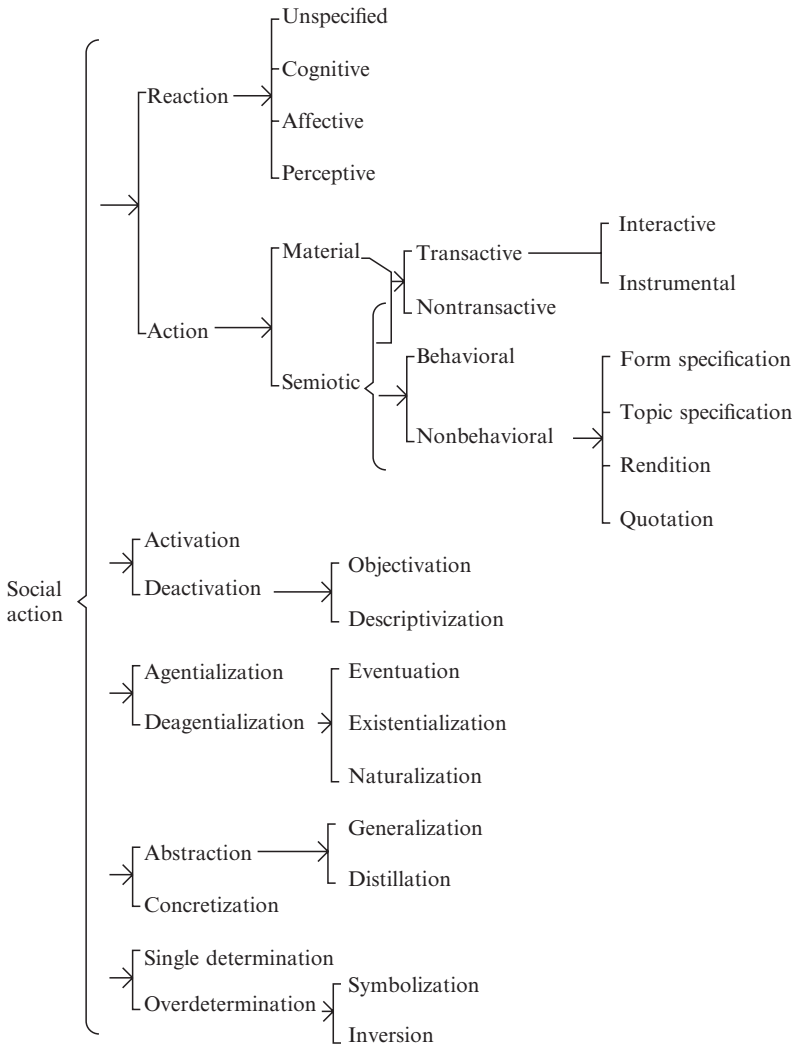 Unspecified
Cognitive
Reaction
Affective
Perceptive
Interactive
Material
Transactive
Instrumental
Nontransactive
Action
Behavioral
Form specification
Semiotic
Topic specification
Nonbehavioral
Rendition
Quotation
Activation
Objectivation
Deactivation
Social
action
Descriptivization
Agentialization
Eventuation
Deagentialization
Existentialization
Naturalization
Generalization
Abstraction
Distillation
Concretization
Single determination
Symbolization
Overdetermination
Inversion